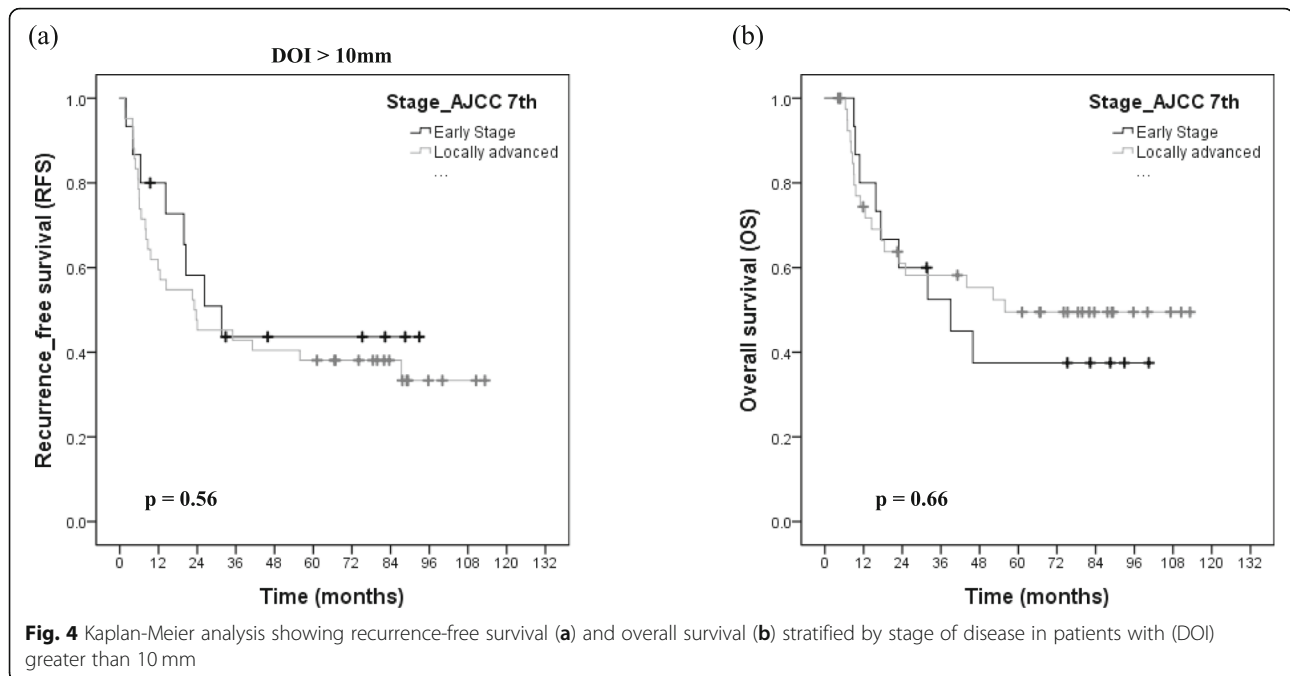 (a)
DOI > 10mm
Stage_AJCC 7th
Early Stage
Locally advanced
...
Recurrence_free survival (RFS)
1.0
0.8
0.6
0.4
0.2
0.0
p = 0.56
0 12 24 36 48 60 72 84 96 108 120 132
Time (months)
(b)
Stage_AJCC 7th
Early Stage
Locally advanced
...
Overall survival (OS)
1.0
0.8
0.6
0.4
0.2
0.0
p = 0.66
0 12 24 36 48 60 72 84 96 108 120 132
Time (months)
Fig. 4 Kaplan-Meier analysis showing recurrence-free survival (a) and overall survival (b) stratified by stage of disease in patients with (DOI)
greater than 10 mm